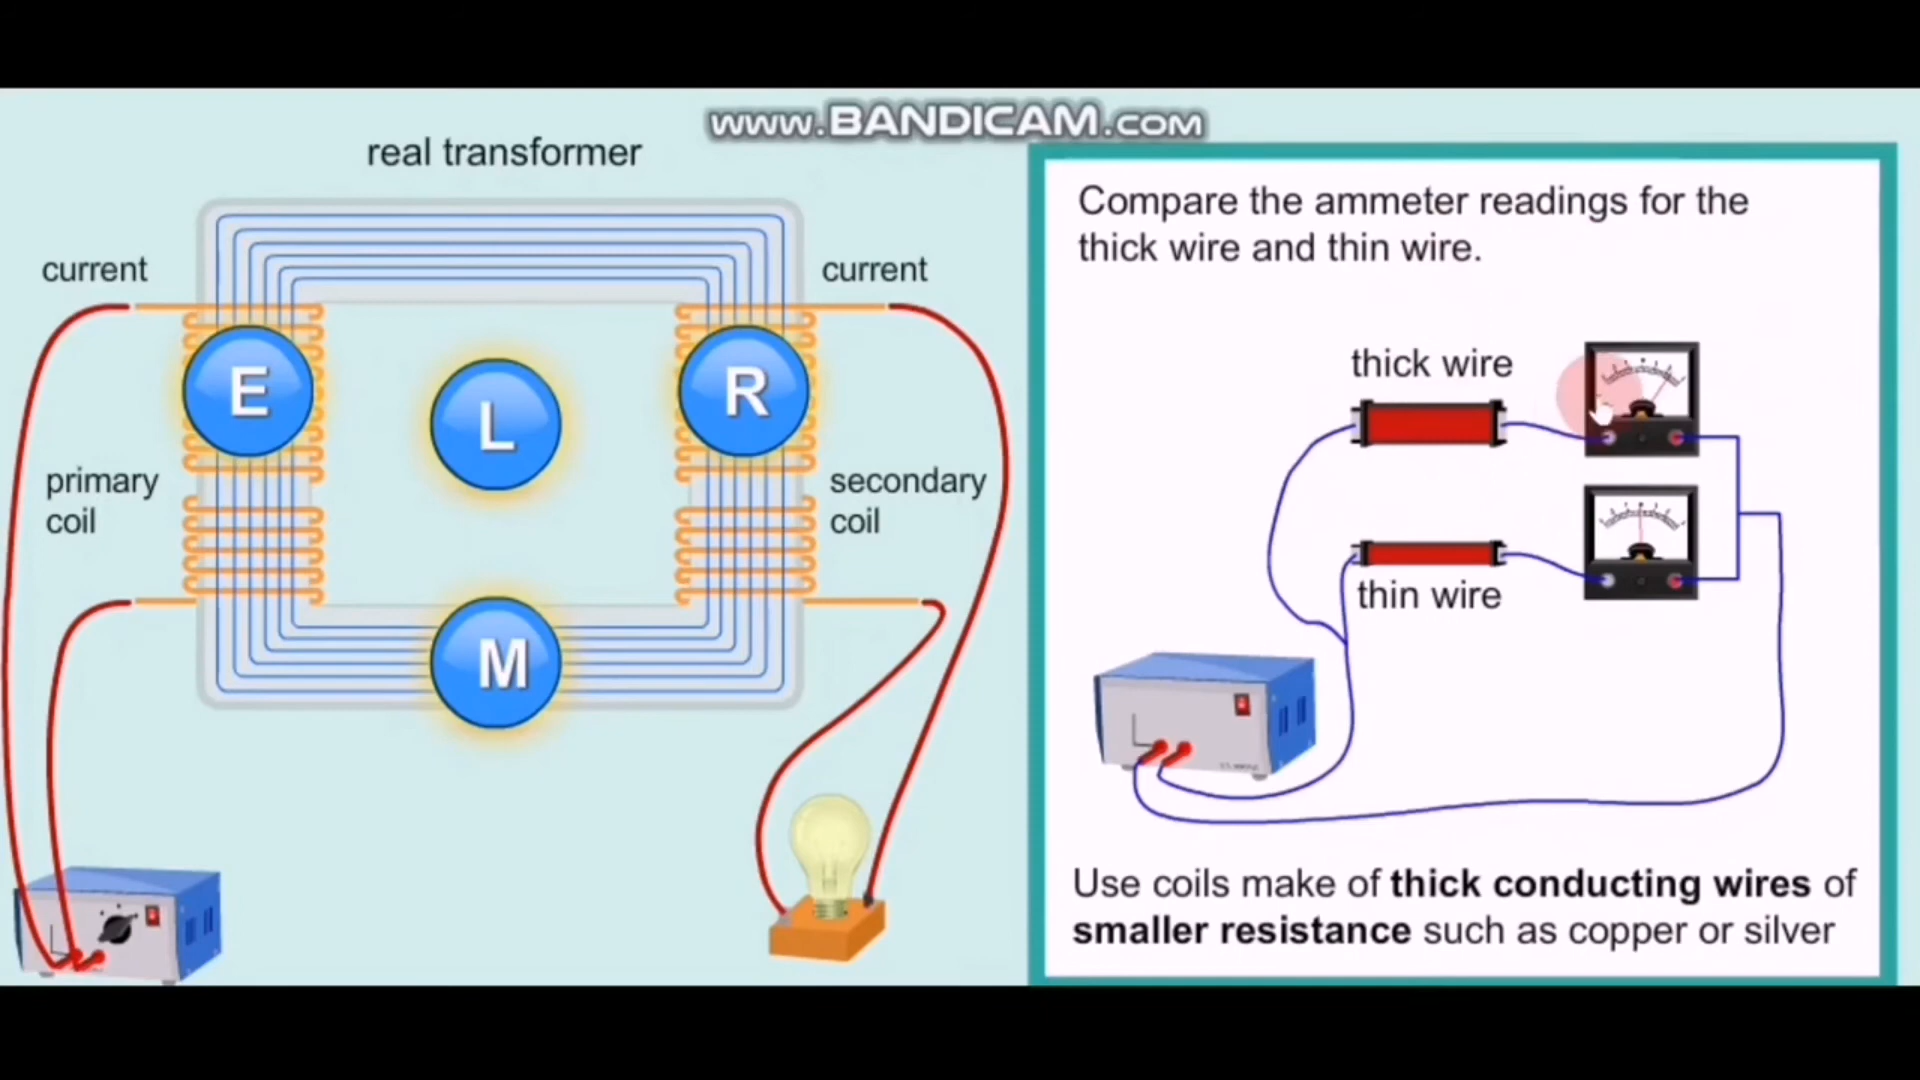 www.BANDICAM.com
real transformer
current
current
E
L
R
primary
coil
secondary
coil
M
Compare the ammeter readings for the
thick wire and thin wire.
thick wire
thin wire
Use coils make of thick conducting wires of
smaller resistance such as copper or silver